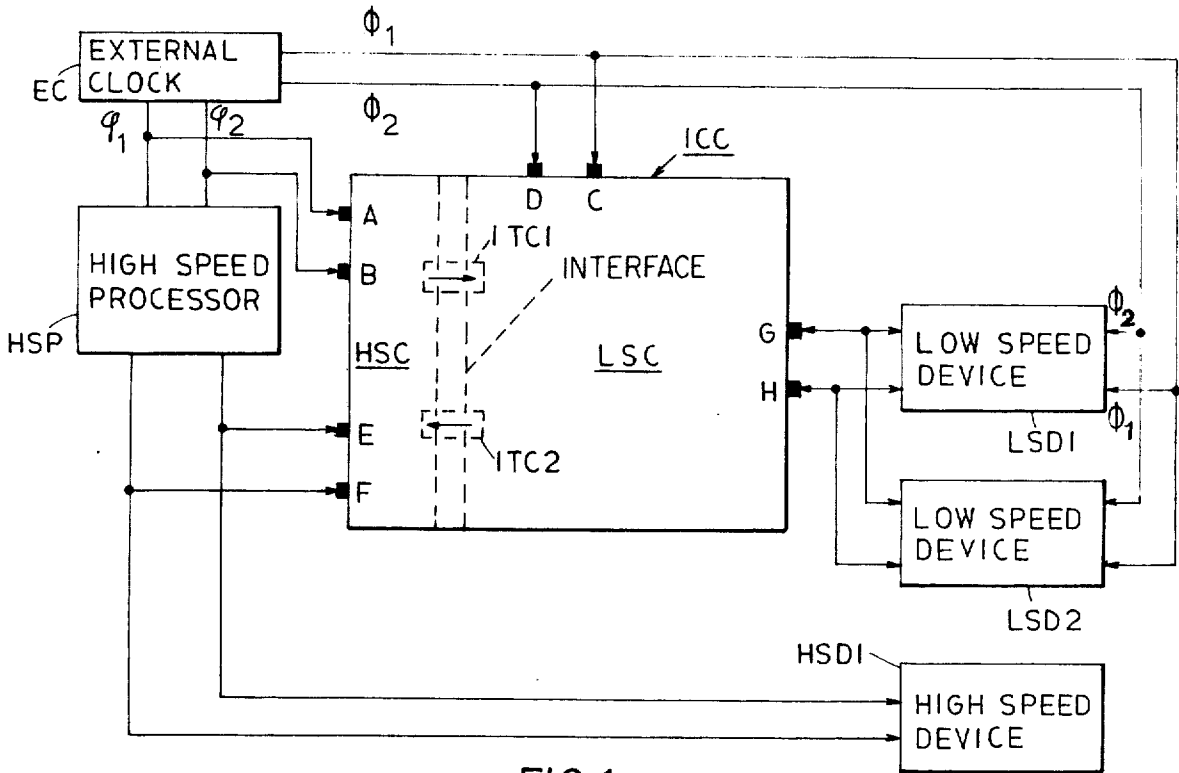 ϕ1
EXTERNAL
CLOCK
EC
φ1
φ2
ϕ2
ICC
D
C
A
ITC1
HIGH SPEED
PROCESSOR
B
INTERFACE
HSP
HSC
LSC
G
ϕ2
LOW SPEED
DEVICE
H
E
ITC2
ϕ1
LSD1
F
LOW SPEED
DEVICE
LSD2
HSD1
HIGH SPEED
DEVICE